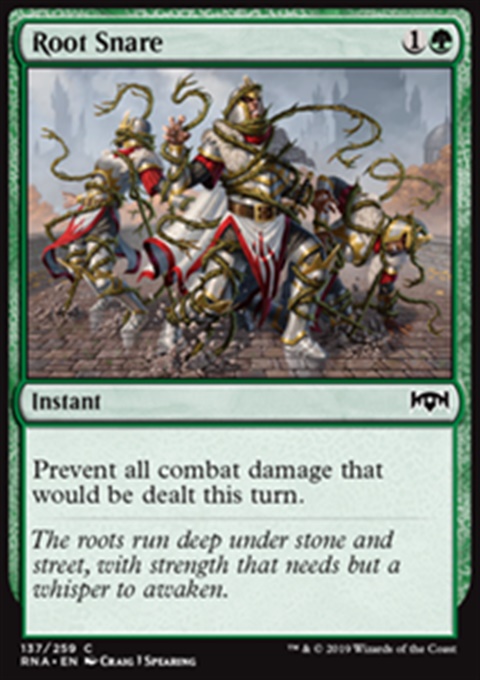 Root Snare 1
Instant
Prevent all combat damage that
would be dealt this turn.
The roots run deep under stone and
street, with strength that needs but a
whisper to awaken.
137/259 C
RNA • EN Craig J Spearing
™ & © 2019 Wizards of the Coast